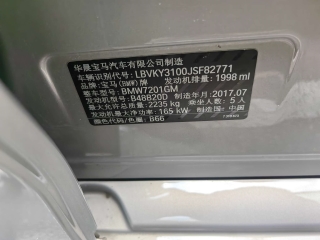 华晨宝马汽车有限公司制造
车辆识别代号: LBVKY3100JSF82771
品牌: 宝马(BMW)牌 发动机排量: 1998 ml
整车型号: BMW7201GM
发动机型号: B48B20D 制造年月: 2017.07
最大允许总质量: 2235 kg 乘坐人数: 5 人
发动机最大净功率: 165 kW 制造国: 中国
颜色代码: B66